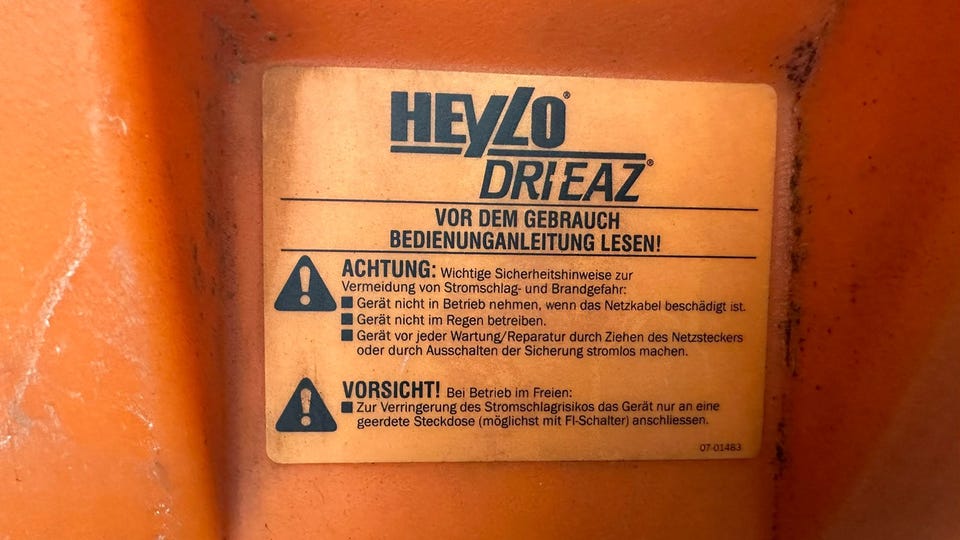 HEYLO®
DRIEAZ®
VOR DEM GEBRAUCH
BEDIENUNGANLEITUNG LESEN!
ACHTUNG: Wichtige Sicherheitshinweise zur
Vermeidung von Stromschlag- und Brandgefahr:
■ Gerät nicht in Betrieb nehmen, wenn das Netzkabel beschädigt ist.
■ Gerät nicht im Regen betreiben.
■ Gerät vor jeder Wartung/Reparatur durch Ziehen des Netzsteckers
oder durch Ausschalten der Sicherung stromlos machen.
VORSICHT! Bei Betrieb im Freien:
■ Zur Verringerung des Stromschlagrisikos das Gerät nur an eine
geerdete Steckdose (möglichst mit FI-Schalter) anschliessen.
07-01483